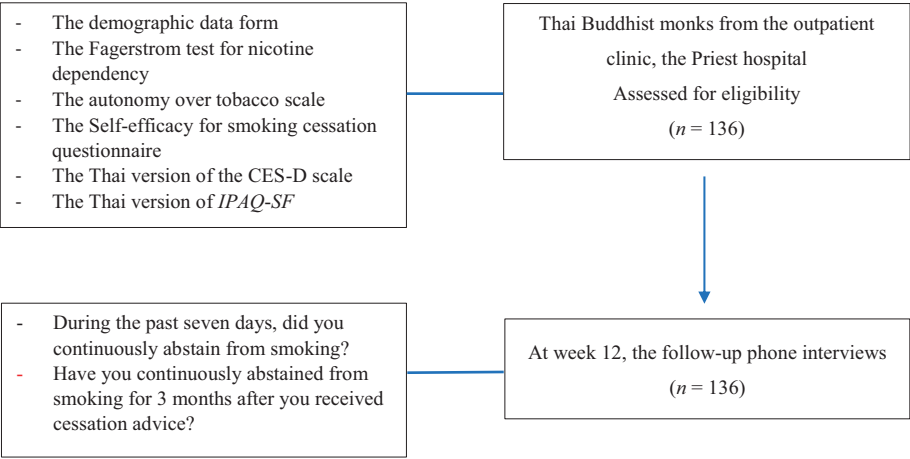 - The demographic data form
- The Fagerstrom test for nicotine
dependency
- The autonomy over tobacco scale
- The Self-efficacy for smoking cessation
questionnaire
- The Thai version of the CES-D scale
- The Thai version of IPAQ-SF
Thai Buddhist monks from the outpatient
clinic, the Priest hospital
Assessed for eligibility
(n = 136)
- During the past seven days, did you
continuously abstain from smoking?
- Have you continuously abstained from
smoking for 3 months after you received
cessation advice?
At week 12, the follow-up phone interviews
(n = 136)